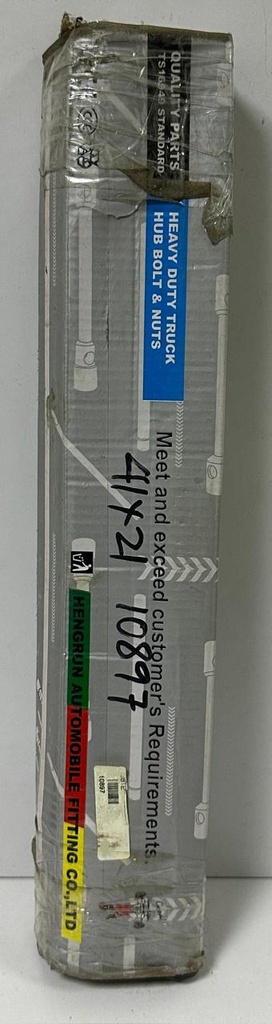 QUALITY PARTS
TS16949 STANDARD
HEAVY DUTY TRUCK
HUB BOLT & NUTS
Meet and exceed customer's Requirements.
41x21 10897
HENGRUN AUTOMOBILE FITTING CO.,LTD
10897